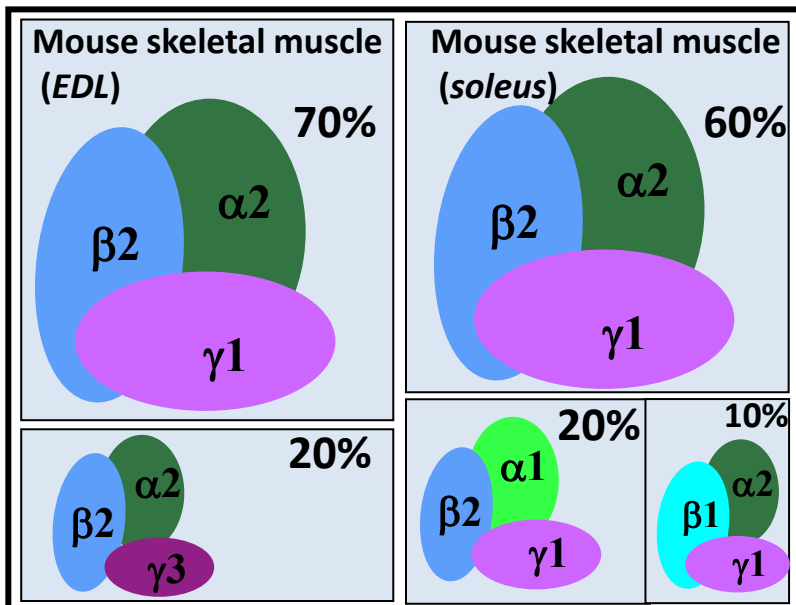 Mouse skeletal muscle
(EDL)
70%
α2
β2
γ1
Mouse skeletal muscle
(soleus)
60%
α2
β2
γ1
20%
α2
β2
γ3
20%
α1
β2
γ1
10%
α2
β1
γ1